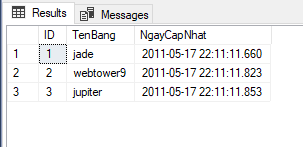 Results Messages
ID TenBang NgayCapNhat
1 1 jade 2011-05-17 22:11:11.660
2 2 webtower9 2011-05-17 22:11:11.823
3 3 jupiter 2011-05-17 22:11:11.853